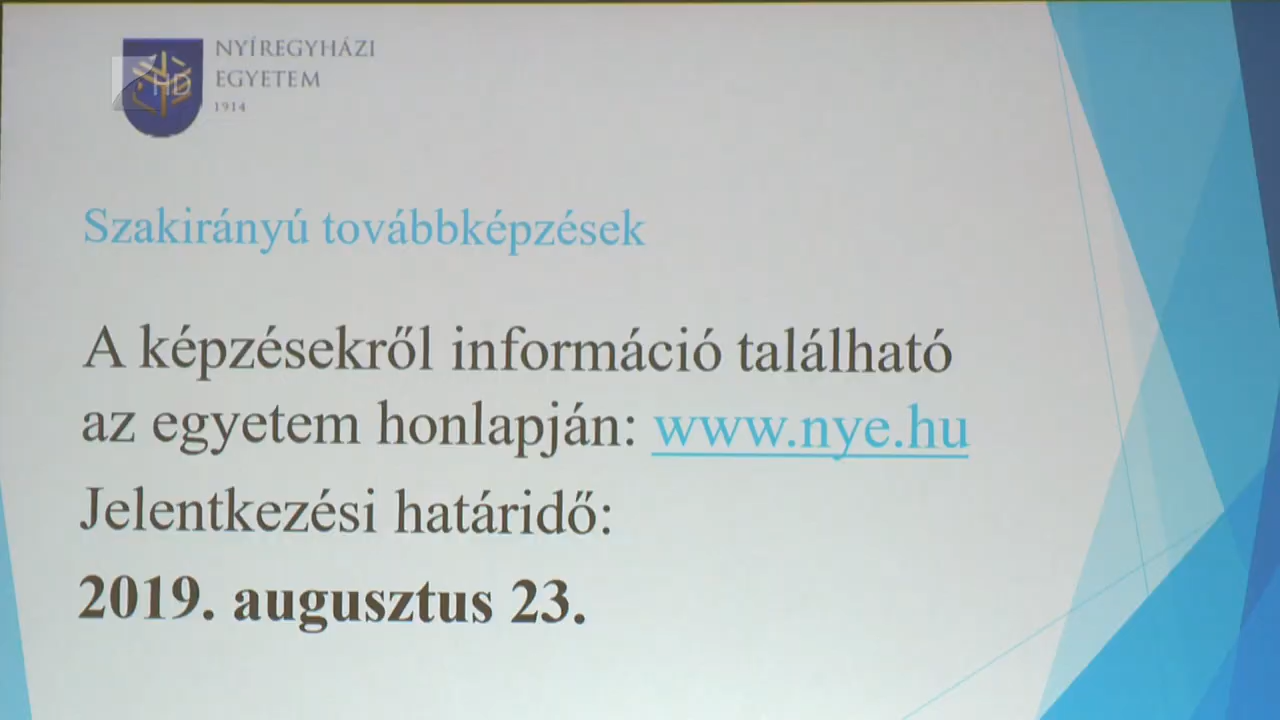 NYÍREGYHÁZI
EGYETEM
1914
HD
Szakirányú továbbképzések
A képzésekről információ található
az egyetem honlapján: www.nye.hu
Jelentkezési határidő:
2019. augusztus 23.